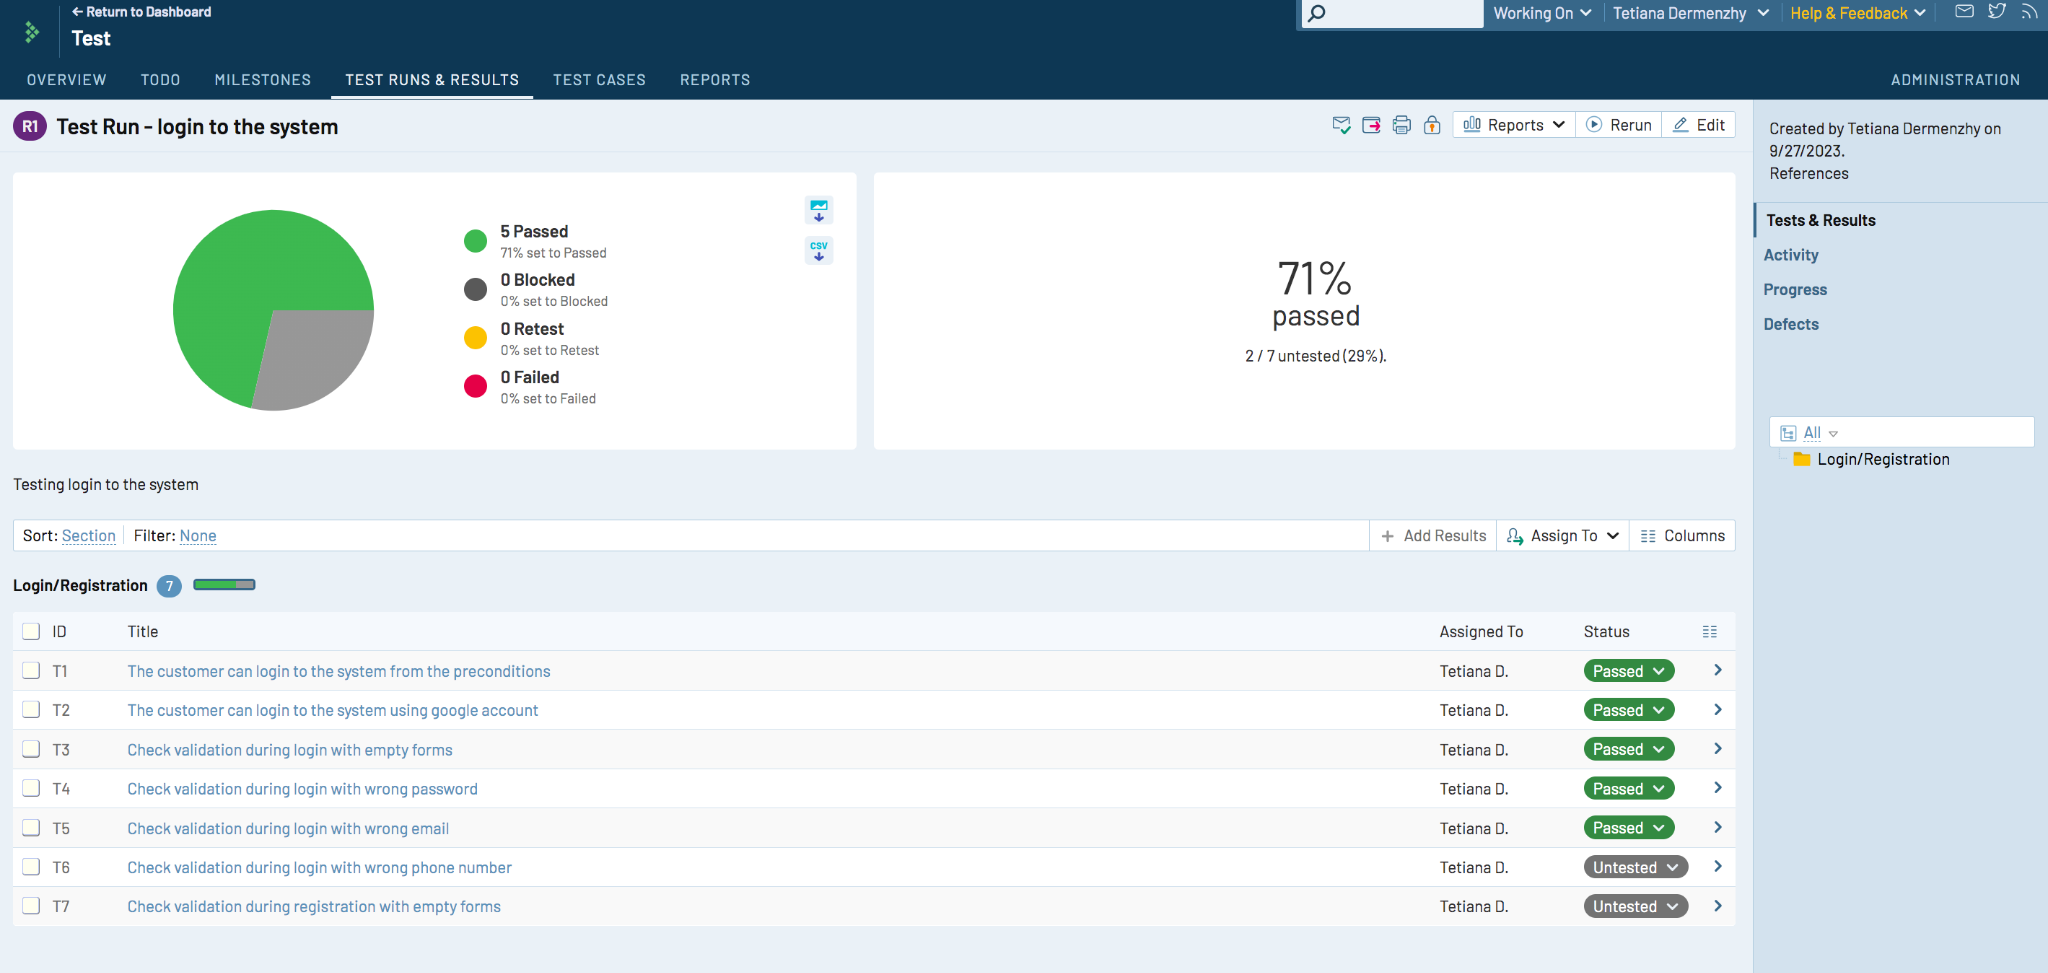 ← Return to Dashboard
Test
Working On
Tetiana Dermenzhy
Help & Feedback
OVERVIEW
TODO
MILESTONES
TEST RUNS & RESULTS
TEST CASES
REPORTS
ADMINISTRATION
R1 Test Run - login to the system
Reports
Rerun
Edit
5 Passed
71% set to Passed
0 Blocked
0% set to Blocked
0 Retest
0% set to Retest
0 Failed
0% set to Failed
CSV
71%
passed
2 / 7 untested (29%).
Testing login to the system
Sort: Section Filter: None
+ Add Results
Assign To
Columns
Login/Registration 7
ID Title Assigned To Status
T1 The customer can login to the system from the preconditions Tetiana D. Passed
T2 The customer can login to the system using google account Tetiana D. Passed
T3 Check validation during login with empty forms Tetiana D. Passed
T4 Check validation during login with wrong password Tetiana D. Passed
T5 Check validation during login with wrong email Tetiana D. Passed
T6 Check validation during login with wrong phone number Tetiana D. Untested
T7 Check validation during registration with empty forms Tetiana D. Untested
Created by Tetiana Dermenzhy on
9/27/2023.
References
Tests & Results
Activity
Progress
Defects
All
Login/Registration